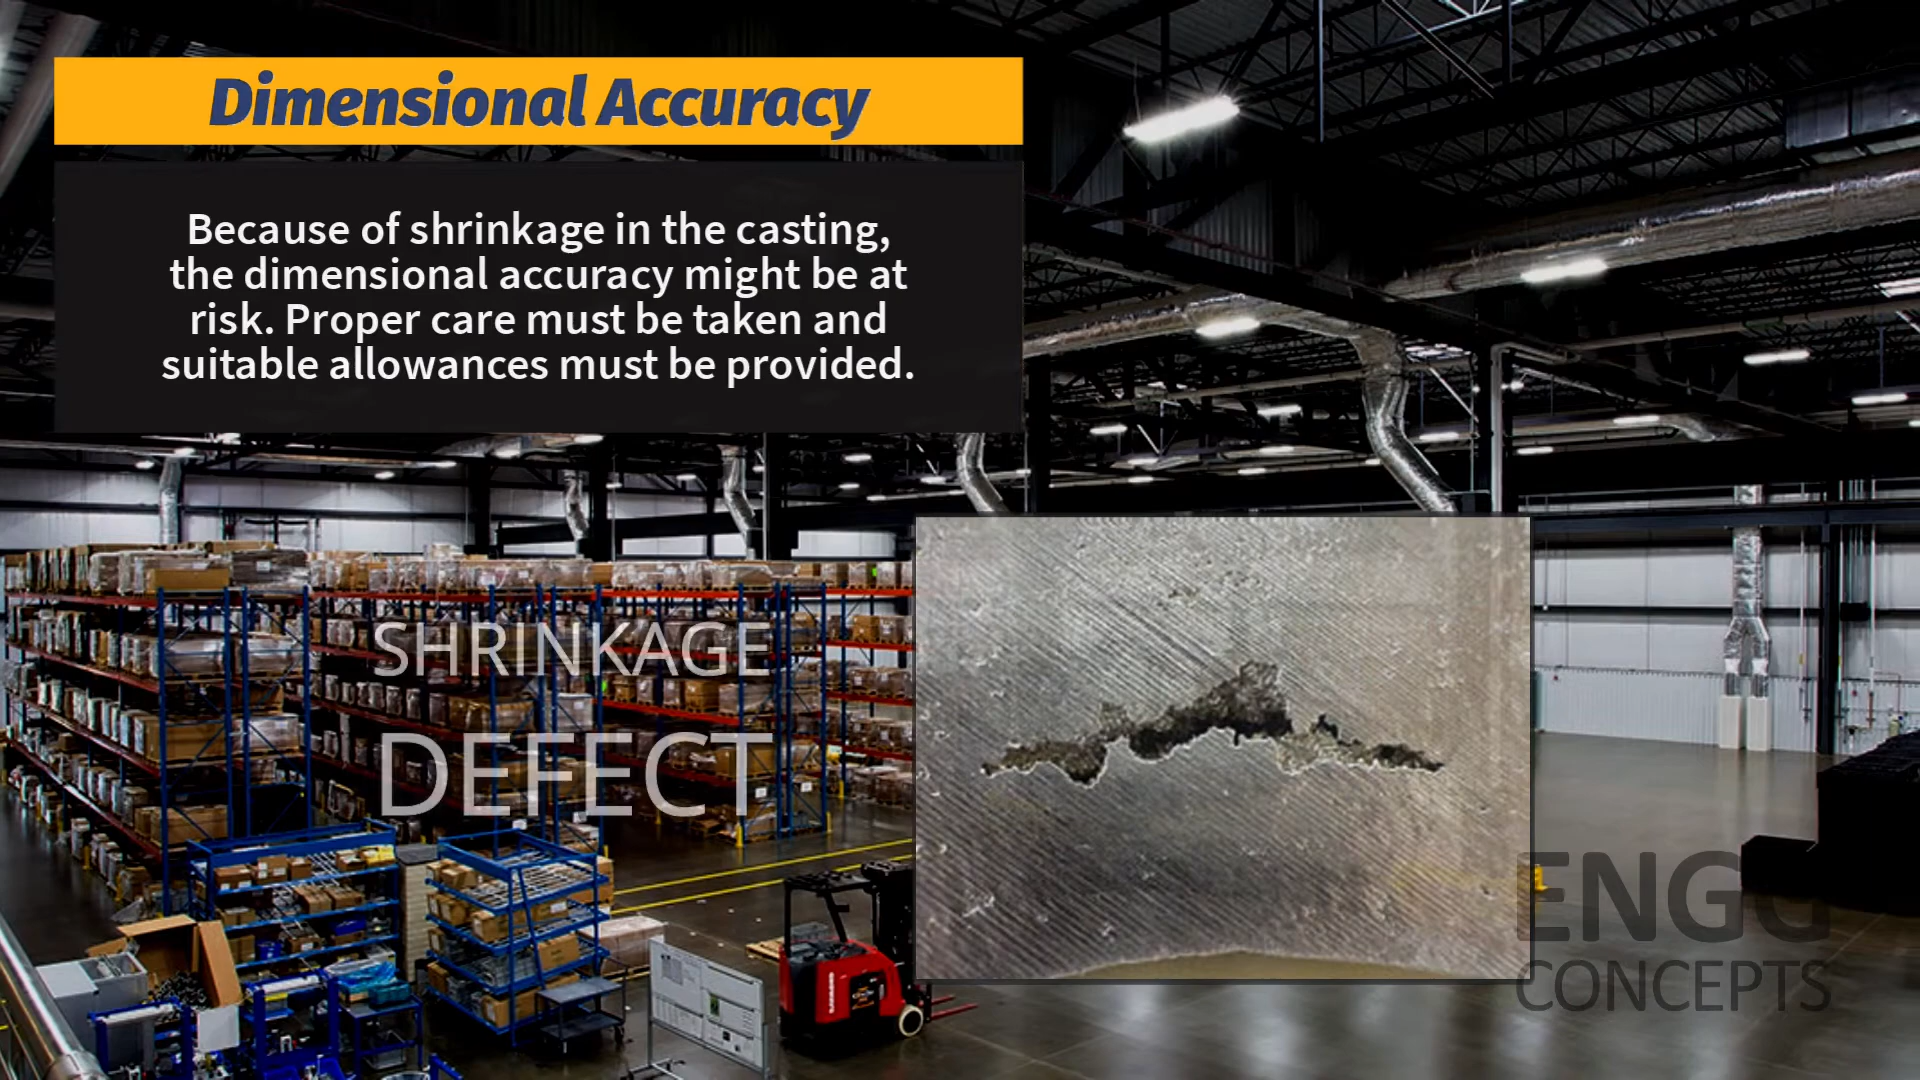 Dimensional Accuracy
Because of shrinkage in the casting,
the dimensional accuracy might be at
risk. Proper care must be taken and
suitable allowances must be provided.
SHRINKAGE
DEFECT
ENGG
CONCEPTS